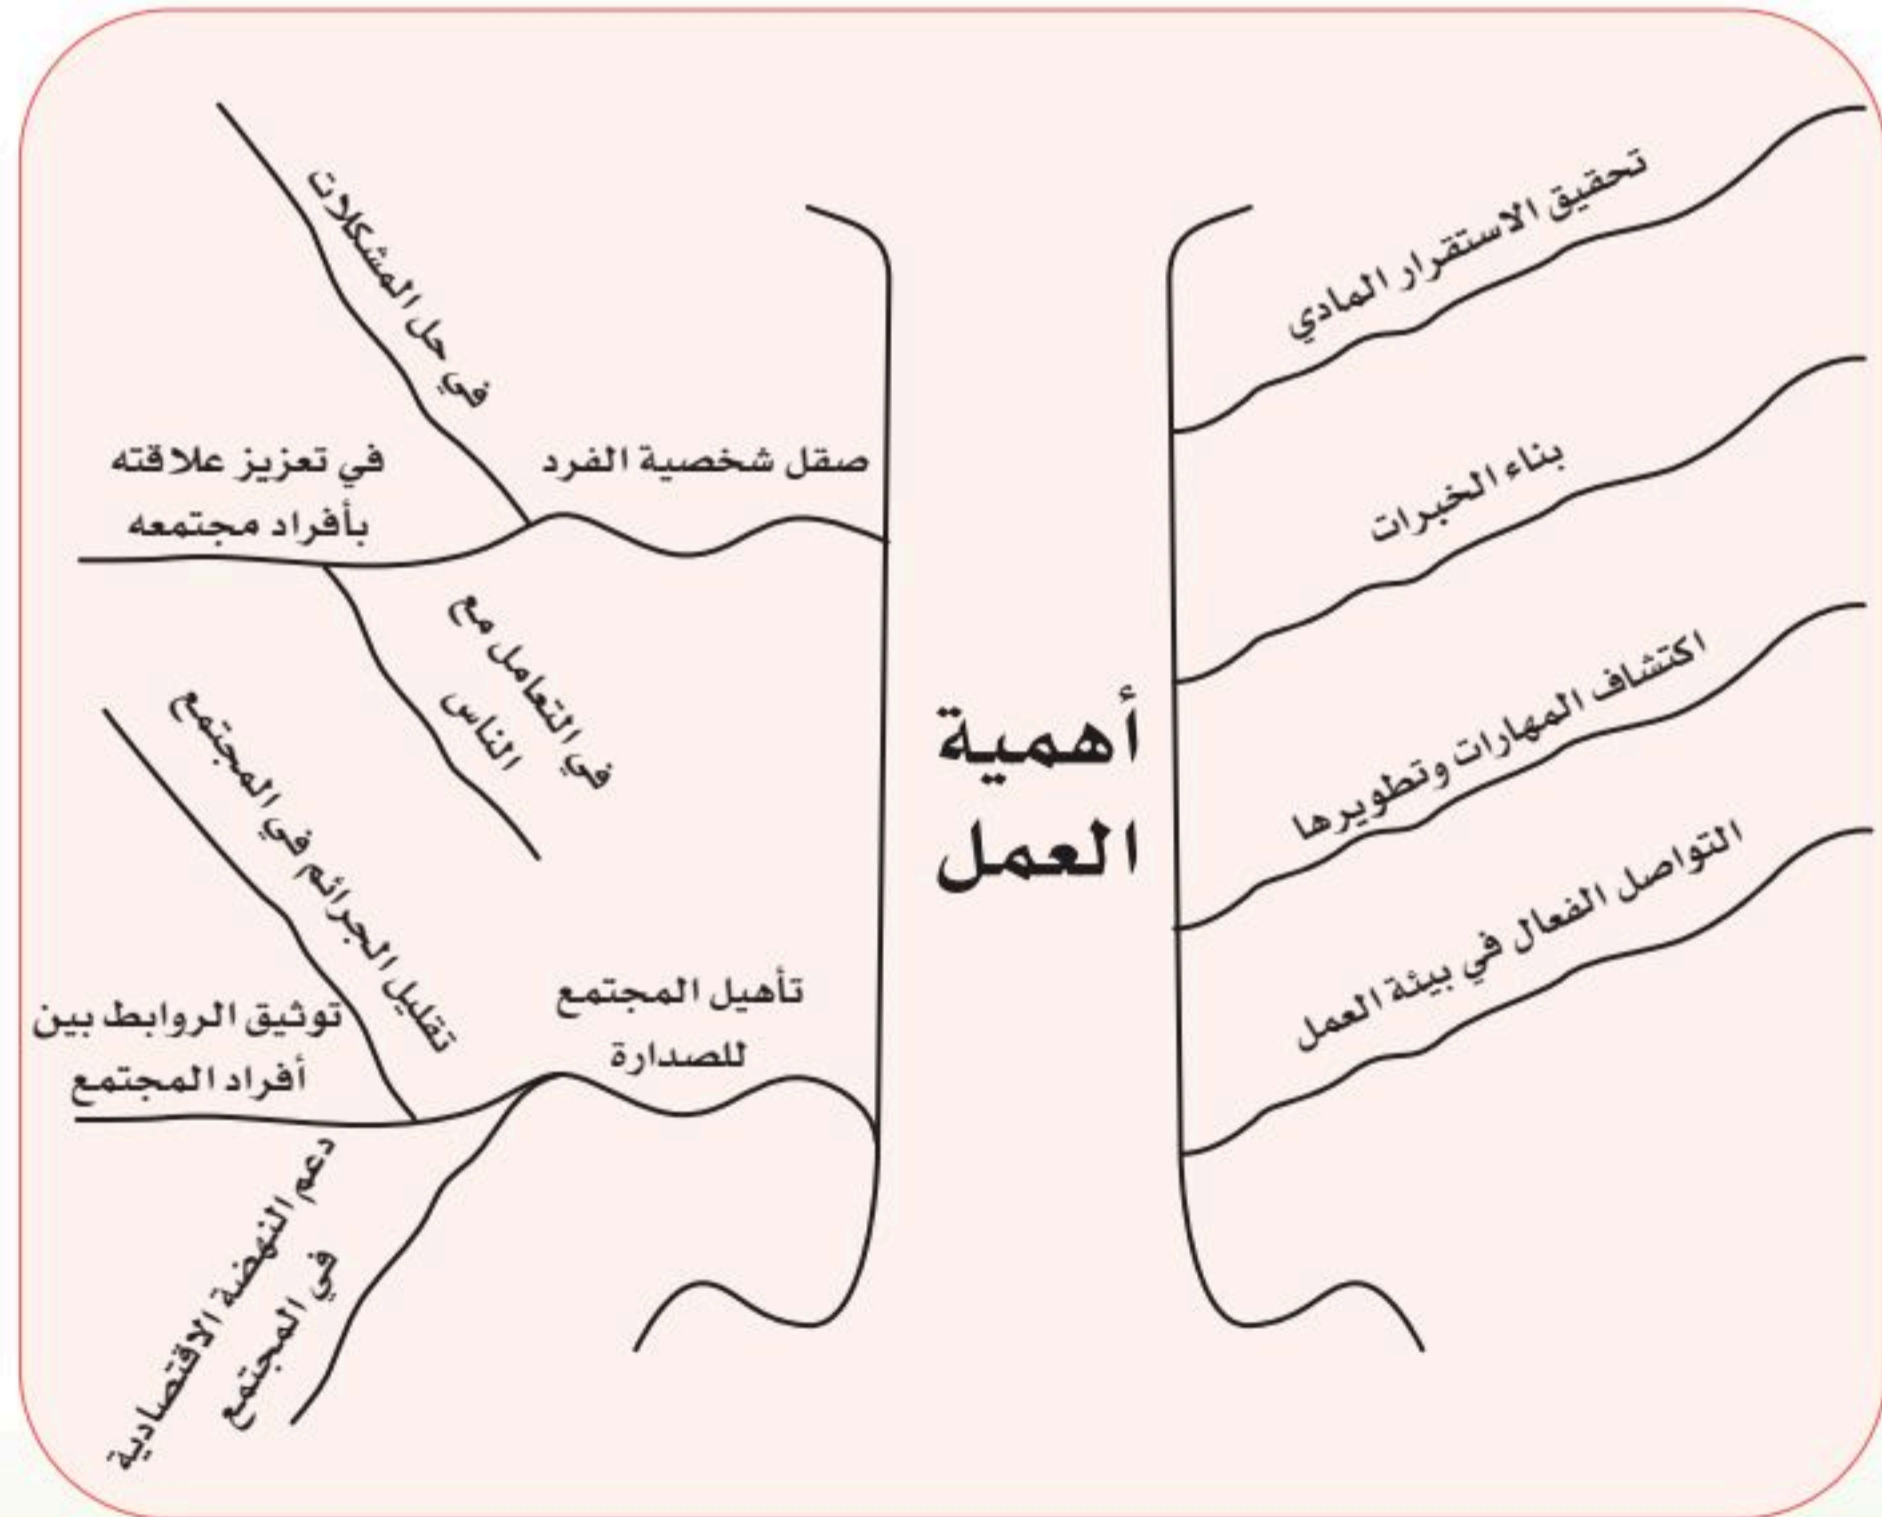 أهمية
العمل
تحقيق الاستقرار المادي
بناء الخبرات
اكتشاف المهارات وتطويرها
التواصل الفعال في بيئة العمل
صقل شخصية الفرد
في حل المشكلات
في تعزيز علاقته
بأفراد مجتمعه
في التعامل مع
الناس
تأهيل المجتمع
للصدارة
تقليل الجرائم في المجتمع
توثيق الروابط بين
أفراد المجتمع
دعم النهضة الاقتصادية
في المجتمع